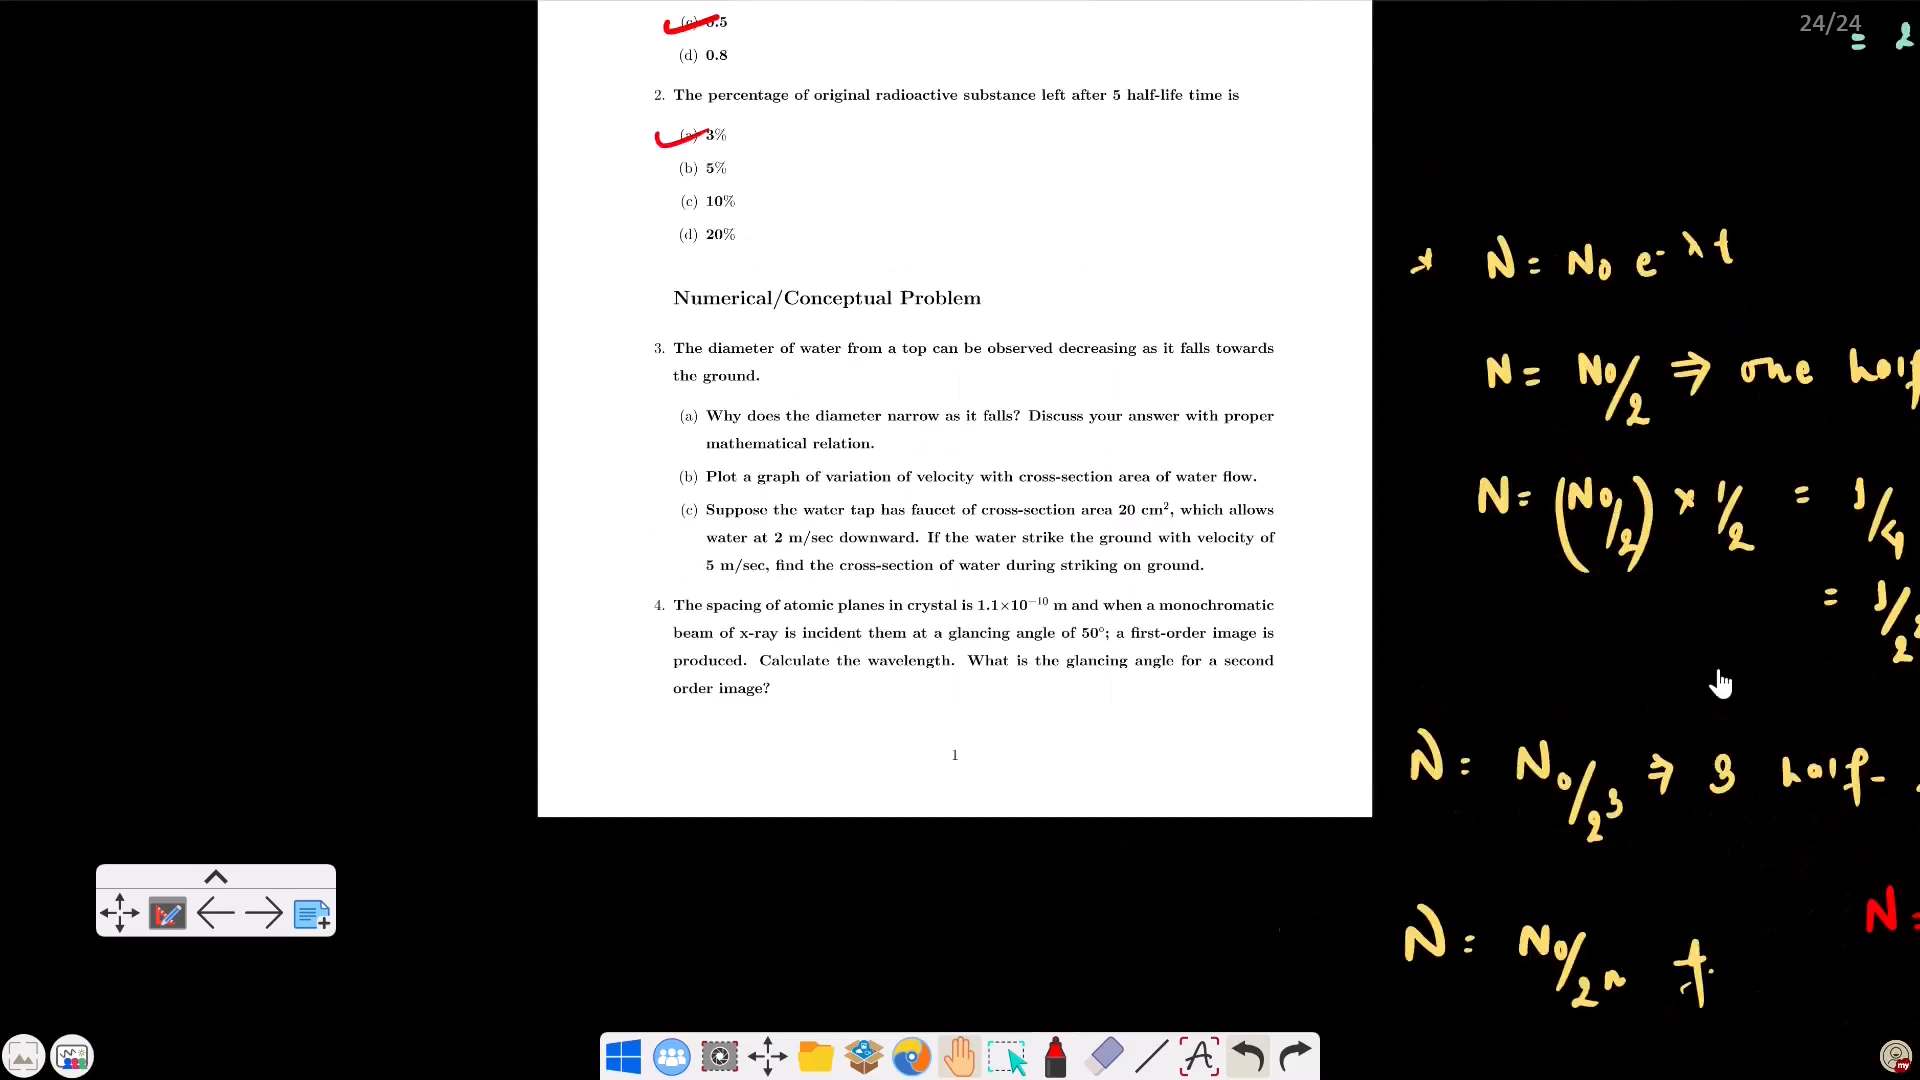 24/24
(c) 0.5
= 2
(d) 0.8
2. The percentage of original radioactive substance left after 5 half-life time is
(a) 3%
(b) 5%
(c) 10%
(d) 20%
Numerical/Conceptual Problem
3. The diameter of water from a top can be observed decreasing as it falls towards
the ground.
(a) Why does the diameter narrow as it falls? Discuss your answer with proper
mathematical relation.
(b) Plot a graph of variation of velocity with cross-section area of water flow.
(c) Suppose the water tap has faucet of cross-section area 20 cm², which allows
water at 2 m/sec downward. If the water strike the ground with velocity of
5 m/sec, find the cross-section of water during striking on ground.
4. The spacing of atomic planes in crystal is 1.1×10⁻¹⁰ m and when a monochromatic
beam of x-ray is incident them at a glancing angle of 50°; a first-order image is
produced. Calculate the wavelength. What is the glancing angle for a second
order image?
1
* N = N₀ e^-λt
N = N₀/2 ⇒ one half
N = (N₀/2) × 1/2 = 1/4
= 1/2
N = N₀/2³ ⇒ 3 half-
N =
N = N₀/2ⁿ
my